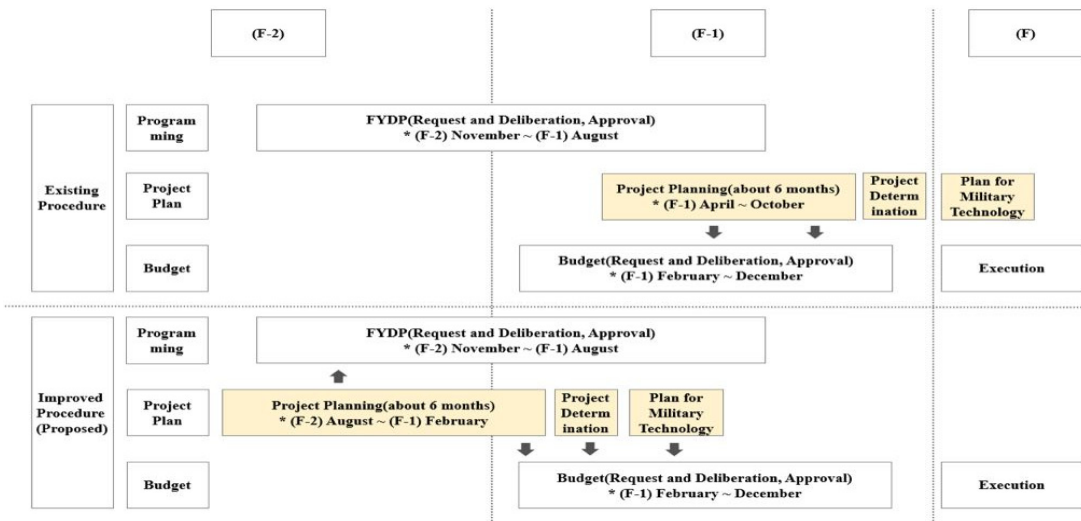 (F-2)
(F-1)
(F)
Existing
Procedure
Program
ming
FYDP(Request and Deliberation, Approval)
* (F-2) November ~ (F-1) August
Project
Plan
Project Planning(about 6 months)
* (F-1) April ~ October
Project
Determ
ination
Plan for
Military
Technology
Budget
Budget(Request and Deliberation, Approval)
* (F-1) February ~ December
Execution
Improved
Procedure
(Proposed)
Program
ming
FYDP(Request and Deliberation, Approval)
* (F-2) November ~ (F-1) August
Project
Plan
Project Planning(about 6 months)
* (F-2) August ~ (F-1) February
Project
Determ
ination
Plan for
Military
Technology
Budget
Budget(Request and Deliberation, Approval)
* (F-1) February ~ December
Execution